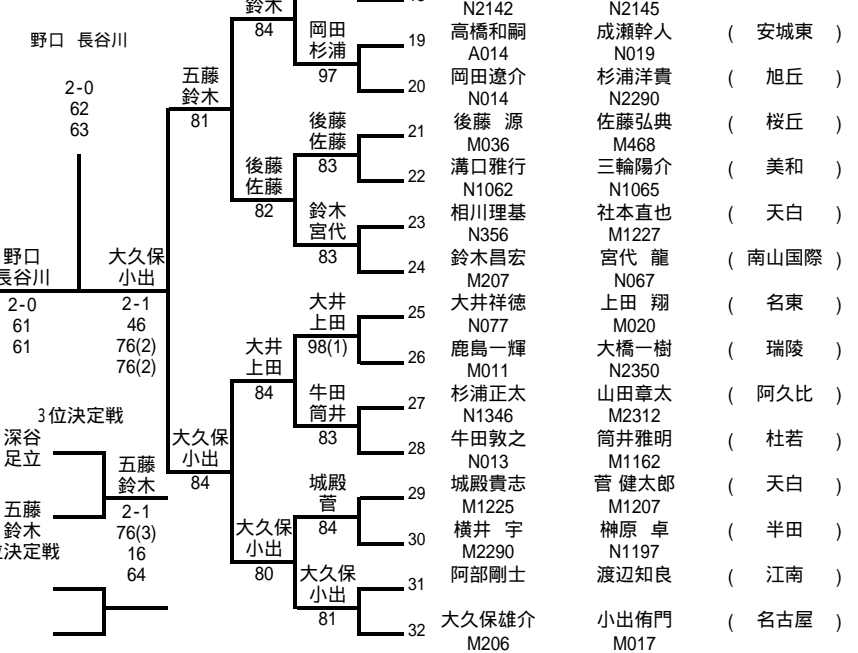 鈴木
84
N2142 N2145
岡田
杉浦
97
19 高橋和嗣 成瀬幹人 ( 安城東 )
A014 N019
20 岡田遼介 杉浦洋貴 ( 旭丘 )
N014 N2290
野口 長谷川
2-0
62
63
五藤
鈴木
81
後藤
佐藤
83
21 後藤 源 佐藤弘典 ( 桜丘 )
M036 M468
22 溝口雅行 三輪陽介 ( 美和 )
N1062 N1065
後藤
佐藤
82
鈴木
宮代
83
23 相川理基 社本直也 ( 天白 )
N356 M1227
24 鈴木昌宏 宮代 龍 ( 南山国際 )
M207 N067
野口
長谷川
2-0
61
61
大久保
小出
2-1
46
76(2)
76(2)
大井
上田
98(1)
25 大井祥徳 上田 翔 ( 名東 )
N077 M020
26 鹿島一輝 大橋一樹 ( 瑞陵 )
M011 N2350
大井
上田
84
牛田
筒井
83
27 杉浦正太 山田章太 ( 阿久比 )
N1346 M2312
28 牛田敦之 筒井雅明 ( 杜若 )
N013 M1162
大久保
小出
84
城殿
菅
84
29 城殿貴志 菅 健太郎 ( 天白 )
M1225 M1207
30 横井 宇 榊原 卓 ( 半田 )
M2290 N1197
大久保
小出
80
大久保
小出
81
31 阿部剛士 渡辺知良 ( 江南 )
32 大久保雄介 小出侑門 ( 名古屋 )
M206 M017
3位決定戦
深谷
足立
五藤
鈴木
五藤
鈴木
2-1
76(3)
16
64
決定戦